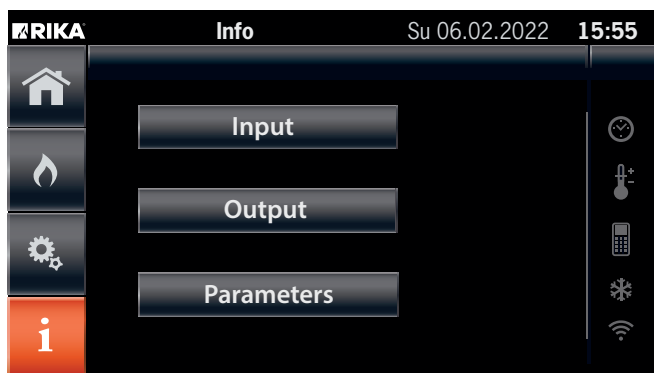 RIKA Info Su 06.02.2022 15:55
Input
Output
Parameters
i